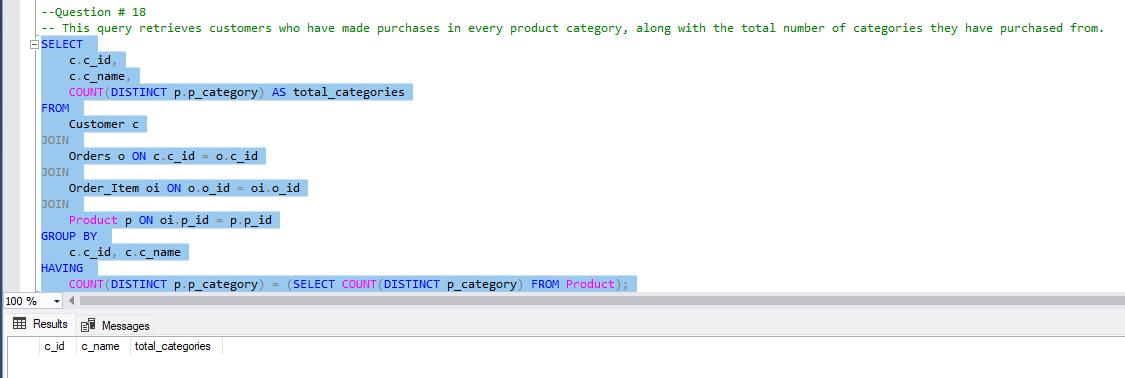 --Question # 18
-- This query retrieves customers who have made purchases in every product category, along with the total number of categories they have purchased from.
SELECT
c.c_id,
c.c_name,
COUNT(DISTINCT p.p_category) AS total_categories
FROM
Customer c
JOIN
Orders o ON c.c_id = o.c_id
JOIN
Order_Item oi ON o.o_id = oi.o_id
JOIN
Product p ON oi.p_id = p.p_id
GROUP BY
c.c_id, c.c_name
HAVING
COUNT(DISTINCT p.p_category) = (SELECT COUNT(DISTINCT p_category) FROM Product);
100 %
Results Messages
c_id c_name total_categories